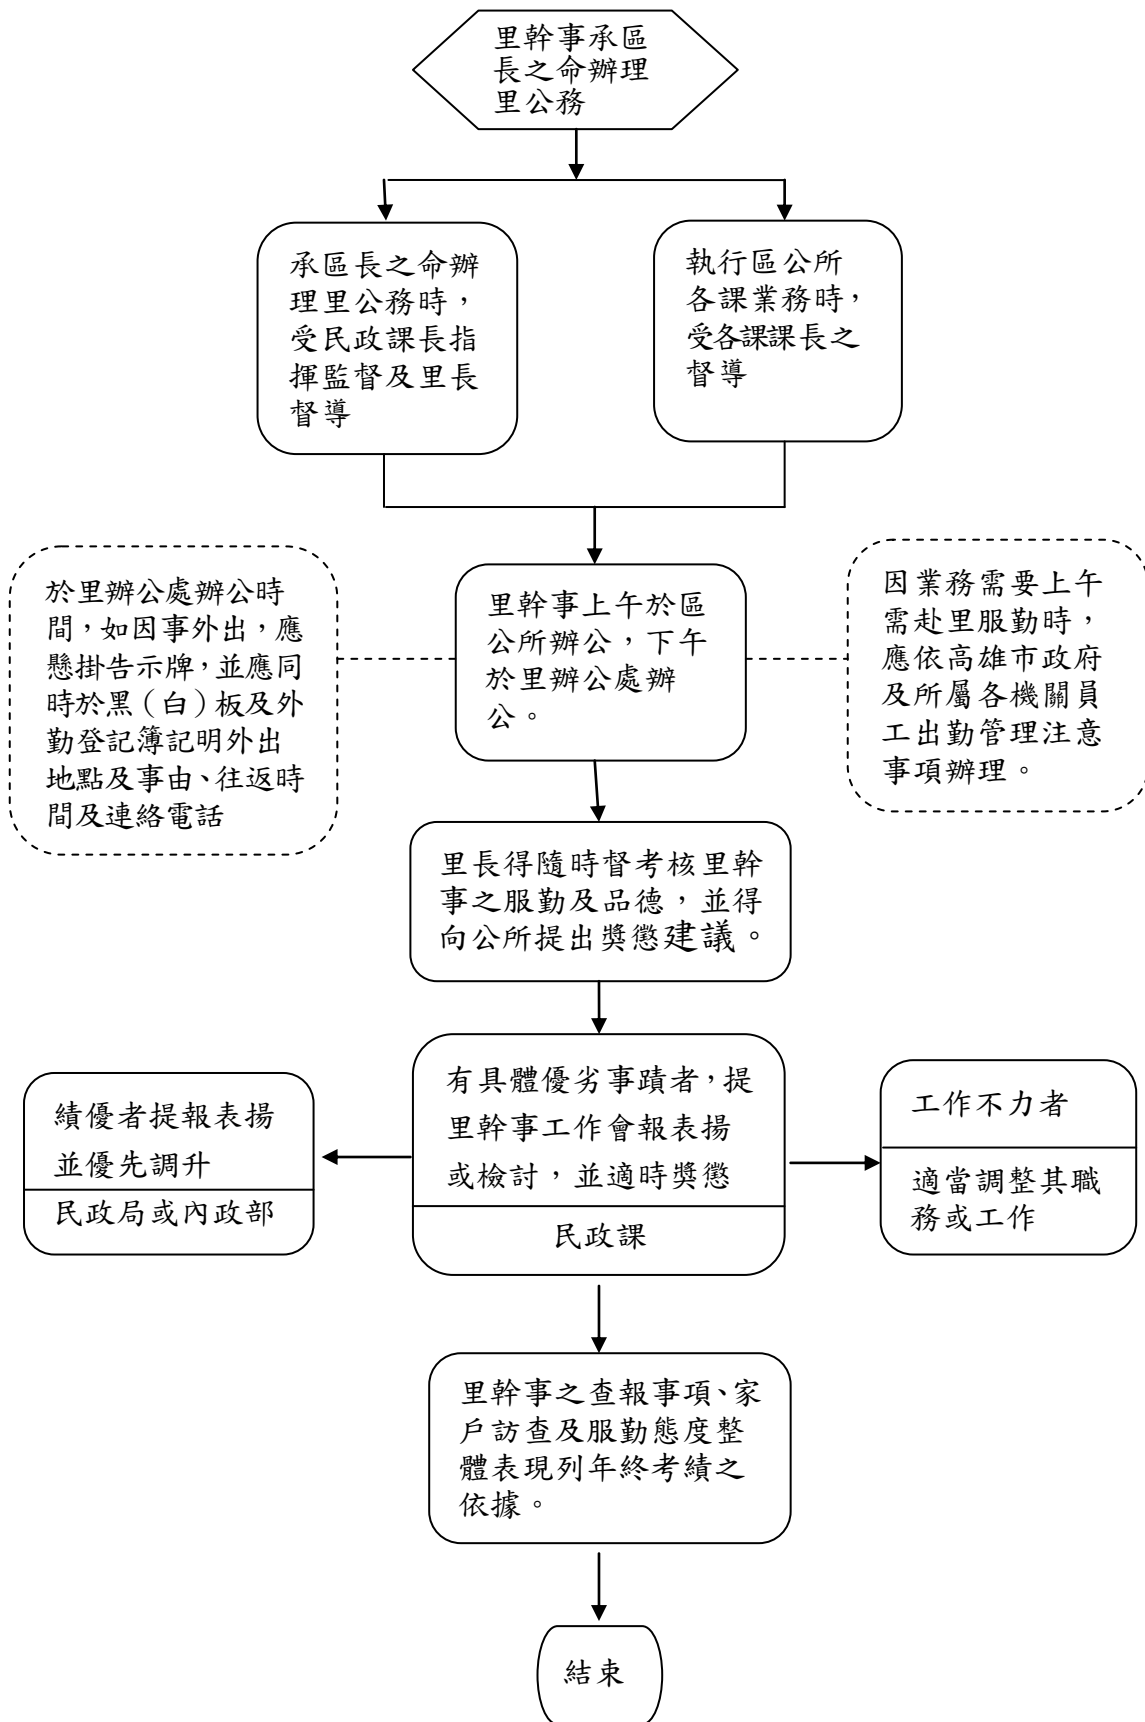 里幹事承區
長之命辦理
里公務
承區長之命辦
理里公務時，
受民政課長指
揮監督及里長
督導
執行區公所
各課業務時，
受各課課長之
督導
於里辦公處辦公時
間，如因事外出，應
懸掛告示牌，並應同
時於黑（白）板及外
勤登記簿記明外出
地點及事由、往返時
間及連絡電話
里幹事上午於區
公所辦公，下午
於里辦公處辦
公。
因業務需要上午
需赴里服勤時，
應依高雄市政府
及所屬各機關員
工出勤管理注意
事項辦理。
里長得隨時督考核里幹
事之服勤及品德，並得
向公所提出獎懲建議。
績優者提報表揚
並優先調升
民政局或內政部
有具體優劣事蹟者，提
里幹事工作會報表揚
或檢討，並適時獎懲
民政課
工作不力者
適當調整其職
務或工作
里幹事之查報事項、家
戶訪查及服勤態度整
體表現列年終考績之
依據。
結束